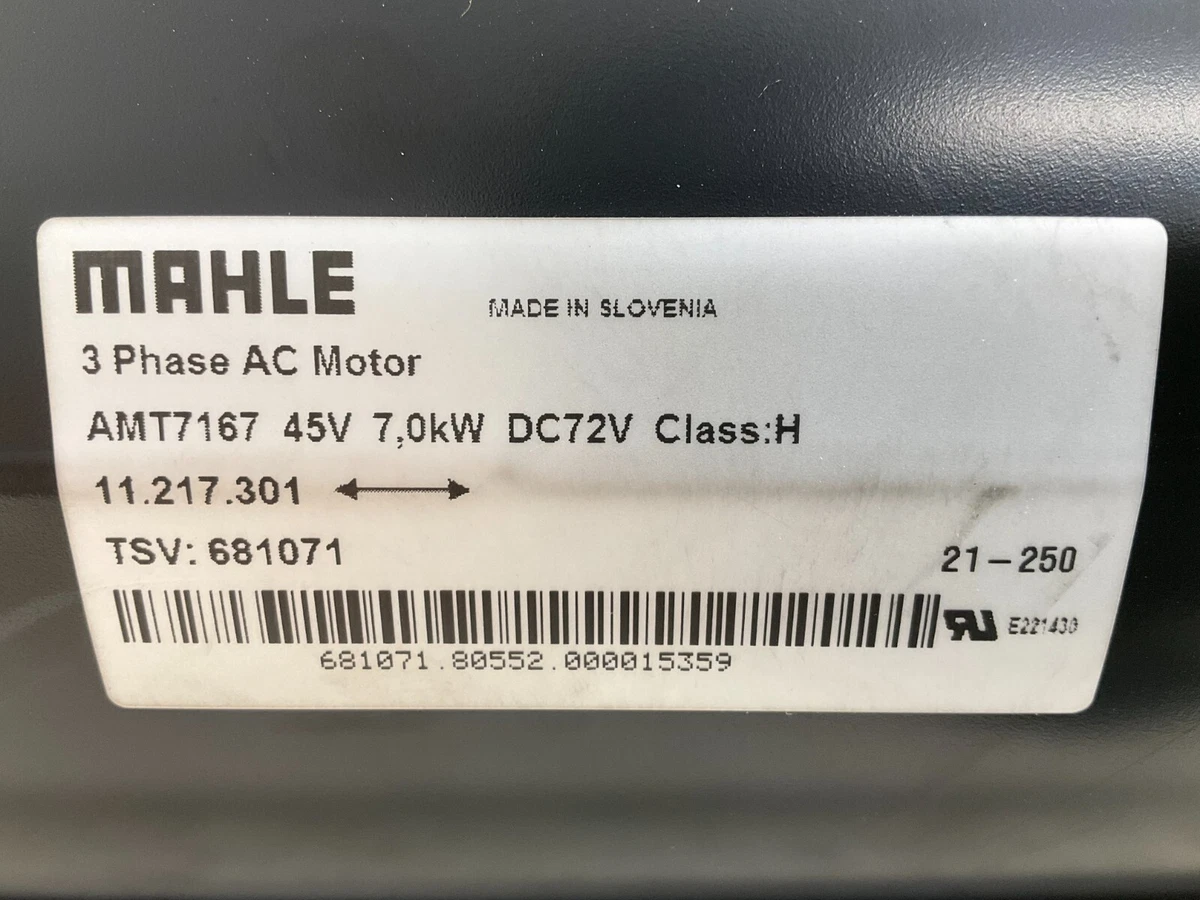 MAHLE
MADE IN SLOVENIA
3 Phase AC Motor
AMT7167 45V 7,0kW DC72V Class:H
11.217.301
TSV: 681071
21-250
E221430
681071.80552.000015359